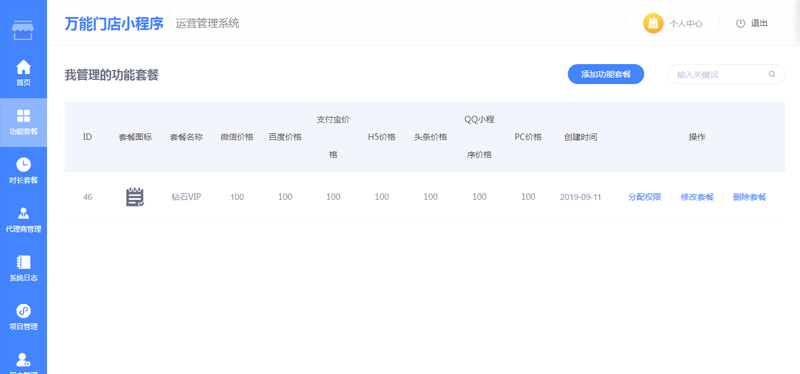 万能门店小程序 运营管理系统 个人中心 退出
首页
功能套餐
时长套餐
代理商管理
系统日志
项目管理
我管理的功能套餐 添加功能套餐 输入关键词
ID 套餐图标 套餐名称 微信价格 百度价格 支付宝价格 H5价格 头条价格 QQ小程序价格 PC价格 创建时间 操作
46 钻石VIP 100 100 100 100 100 100 100 2019-09-11 分配权限 修改套餐 删除套餐